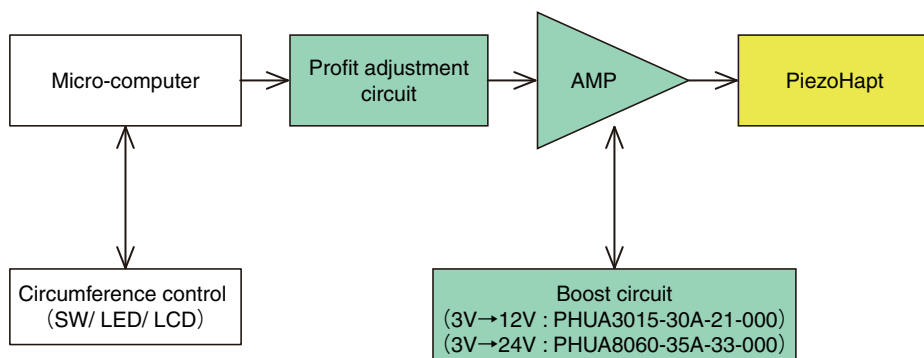 Micro-computer
Profit adjustment
circuit
AMP
PiezoHapt
Circumference control
（SW/ LED/ LCD）
Boost circuit
（3V→12V : PHUA3015-30A-21-000）
（3V→24V : PHUA8060-35A-33-000）